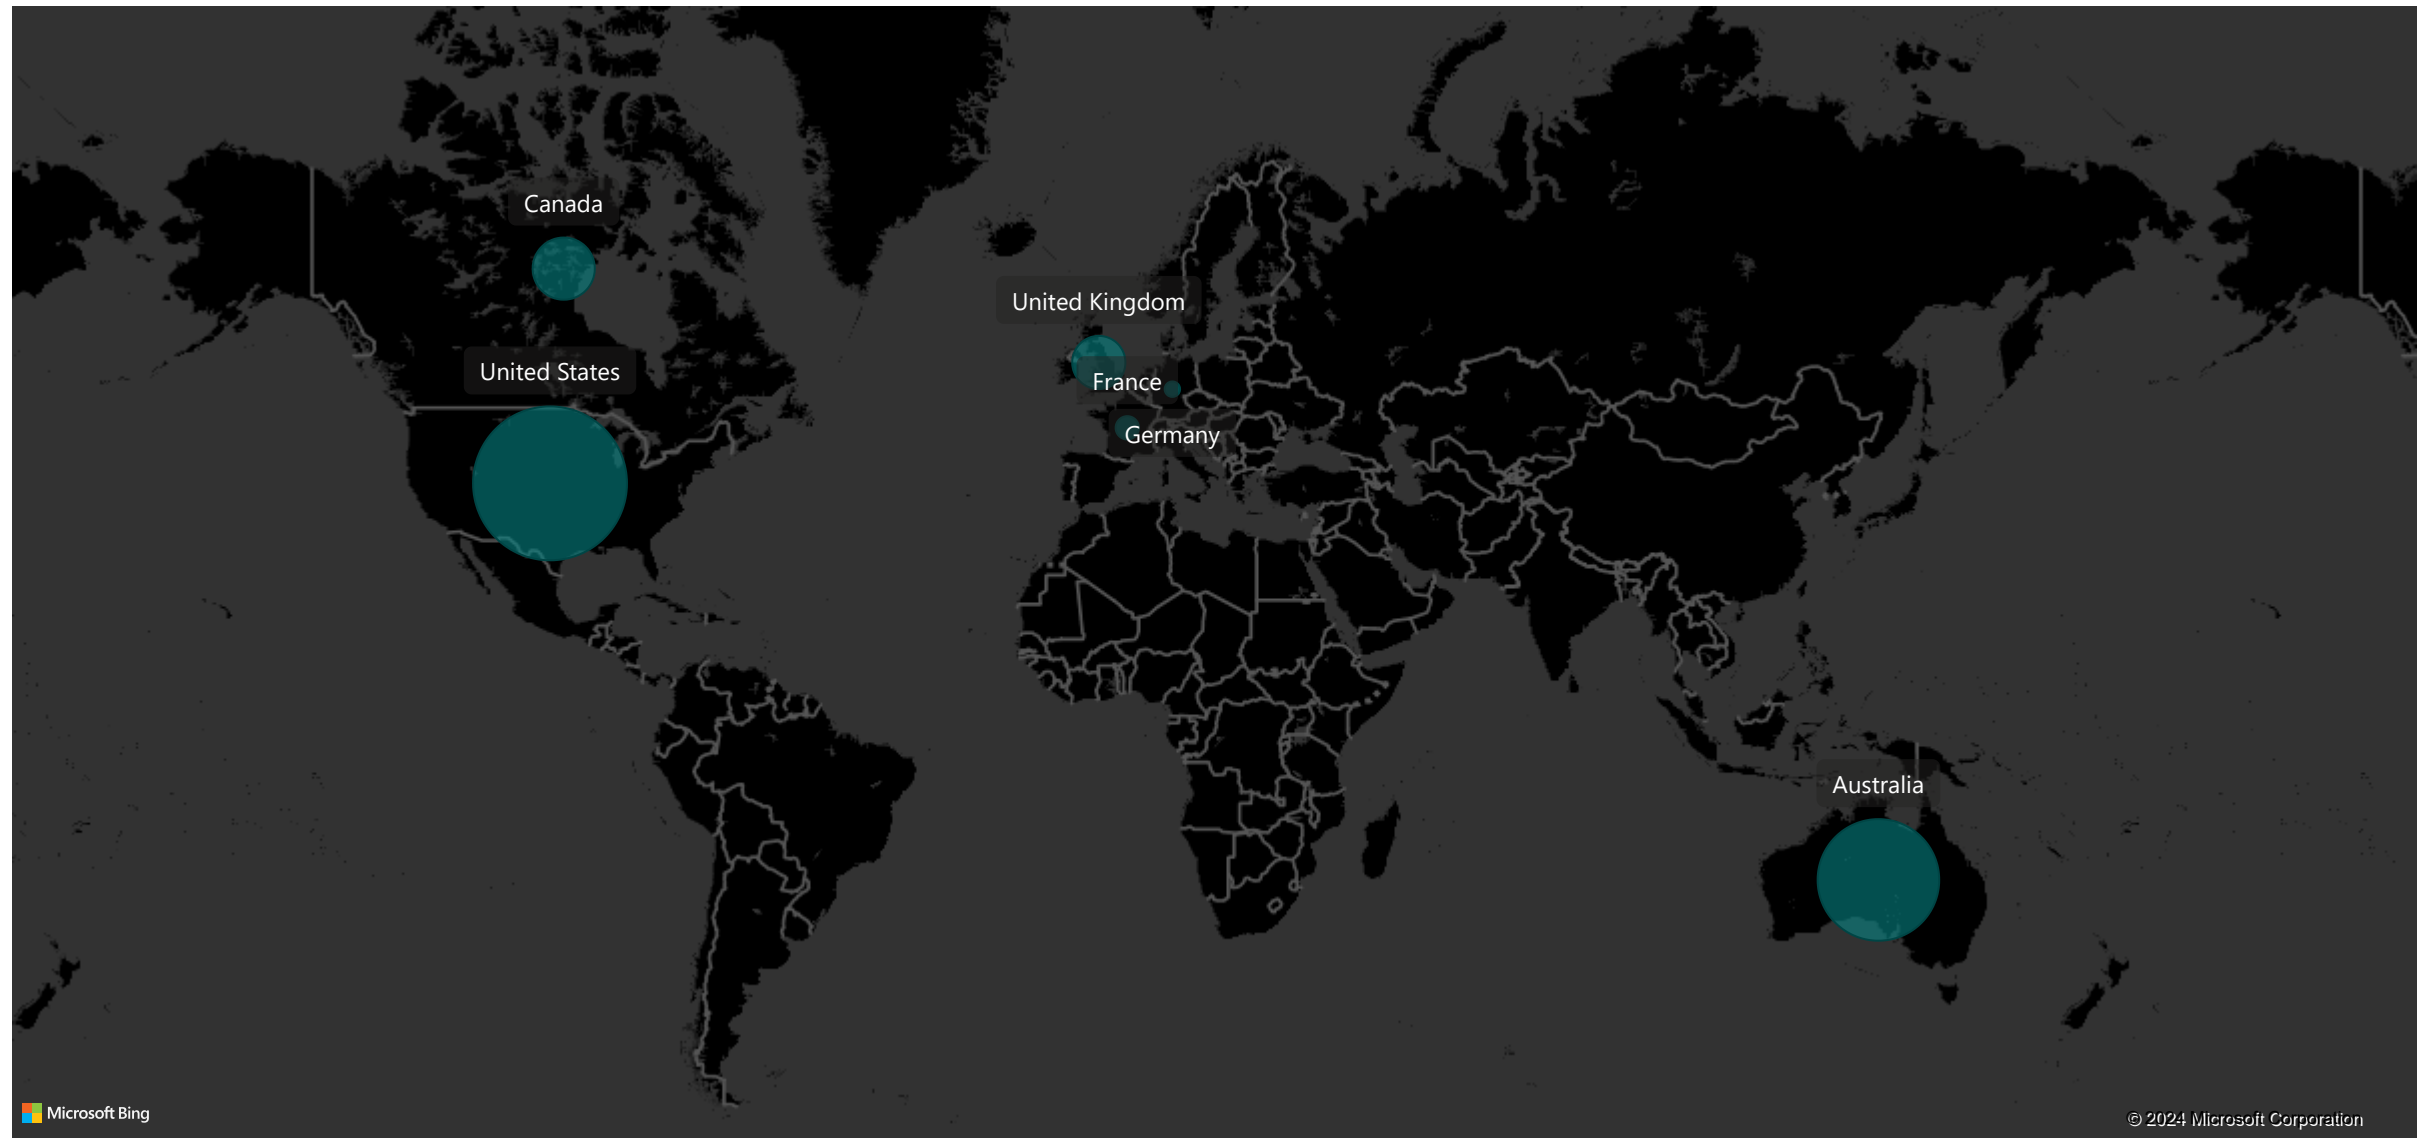 Canada
United Kingdom
United States
France
Germany
Australia
Microsoft Bing
© 2024 Microsoft Corporation